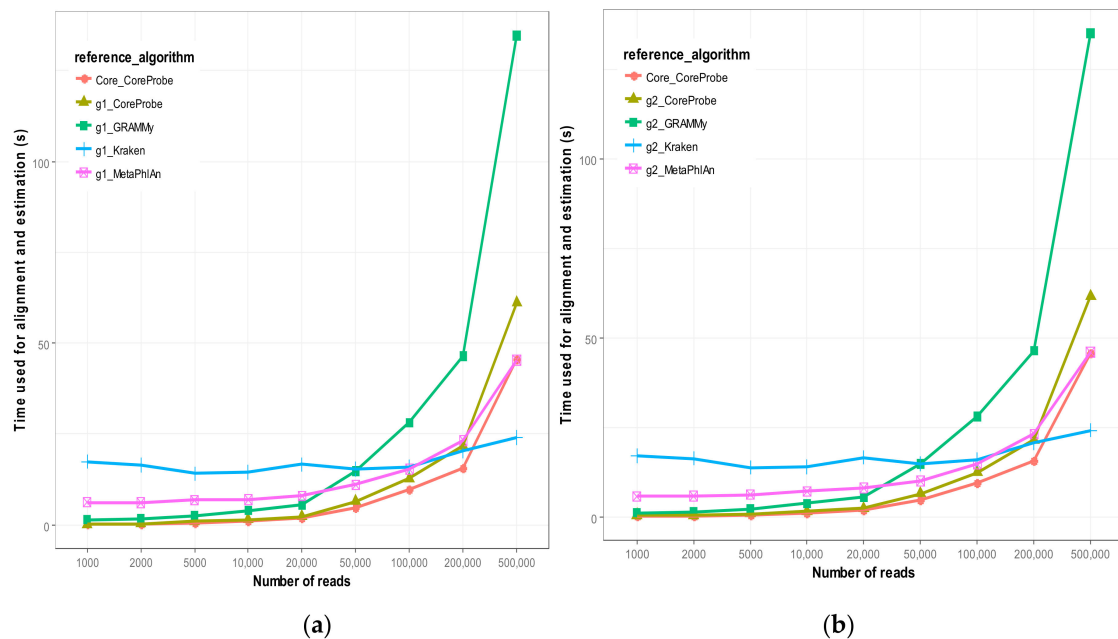 Time used for alignment and estimation (s)
100
50
0
reference_algorithm
Core_CoreProbe
g1_CoreProbe
g1_GRAMMy
g1_Kraken
g1_MetaPhlAn
1000 2000 5000 10,000 20,000 50,000 100,000 200,000 500,000
Number of reads
(a)
Time used for alignment and estimation (s)
100
50
0
reference_algorithm
Core_CoreProbe
g2_CoreProbe
g2_GRAMMy
g2_Kraken
g2_MetaPhlAn
1000 2000 5000 10,000 20,000 50,000 100,000 200,000 500,000
Number of reads
(b)